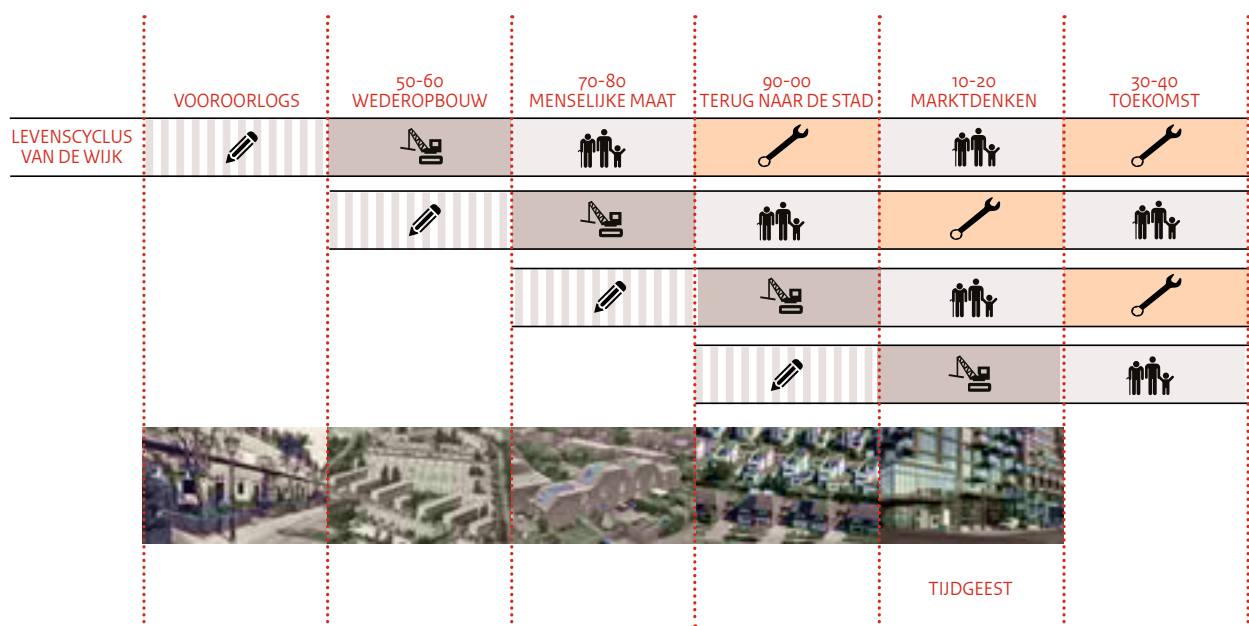 VOOROORLOGS
50-60
WEDEROPBOUW
70-80
MENSELIJKE MAAT
90-00
TERUG NAAR DE STAD
10-20
MARKTDENKEN
30-40
TOEKOMST
LEVENSCYCLUS
VAN DE WIJK
TIJDGEEST